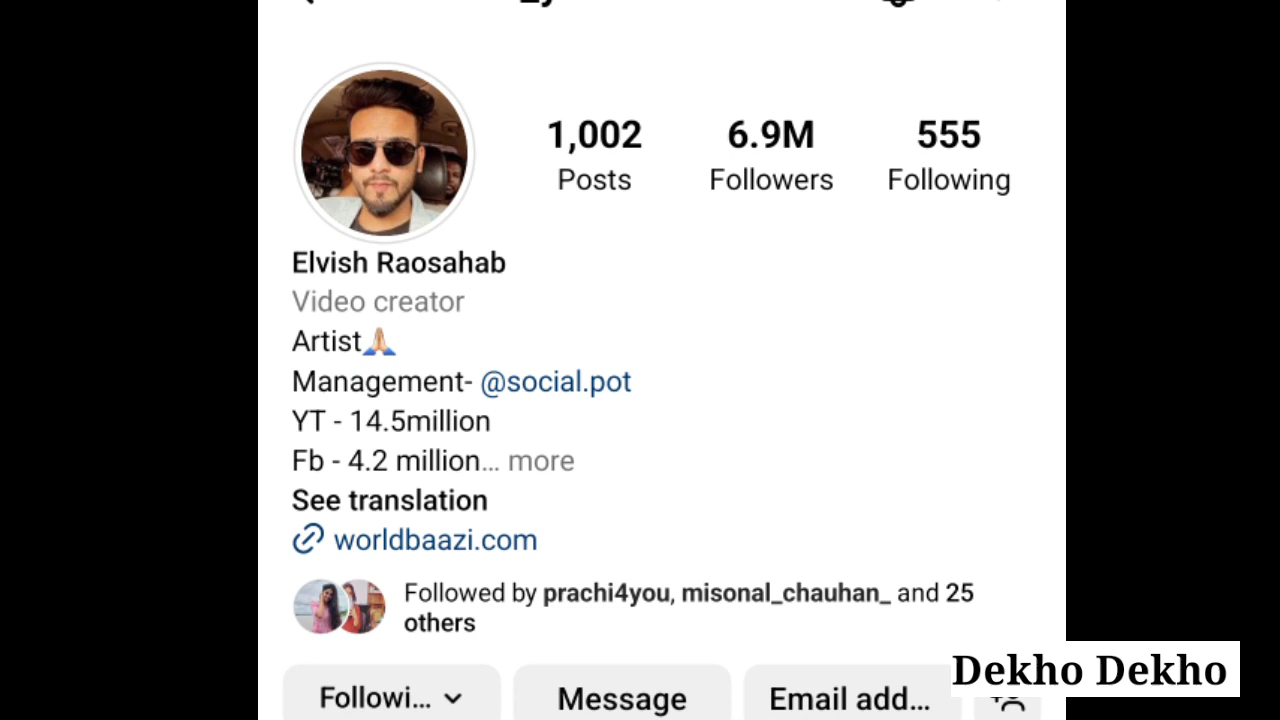 1,002 6.9M 555
Posts Followers Following
Elvish Raosahab
Video creator
Artist🙏
Management- @social.pot
YT - 14.5million
Fb - 4.2 million... more
See translation
worldbaazi.com
Followed by prachi4you, misonal_chauhan_ and 25
others
Followi... Message Email add...
Dekho Dekho